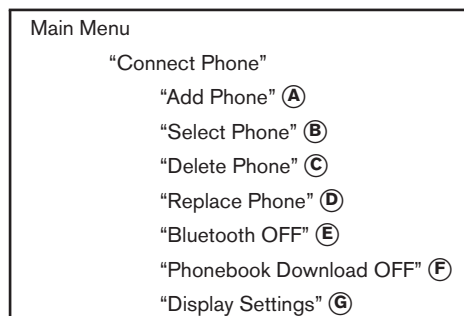 Main Menu
“Connect Phone”
“Add Phone” Ⓐ
“Select Phone” Ⓑ
“Delete Phone” Ⓒ
“Replace Phone” Ⓓ
“Bluetooth OFF” Ⓔ
“Phonebook Download OFF” Ⓕ
“Display Settings” Ⓖ